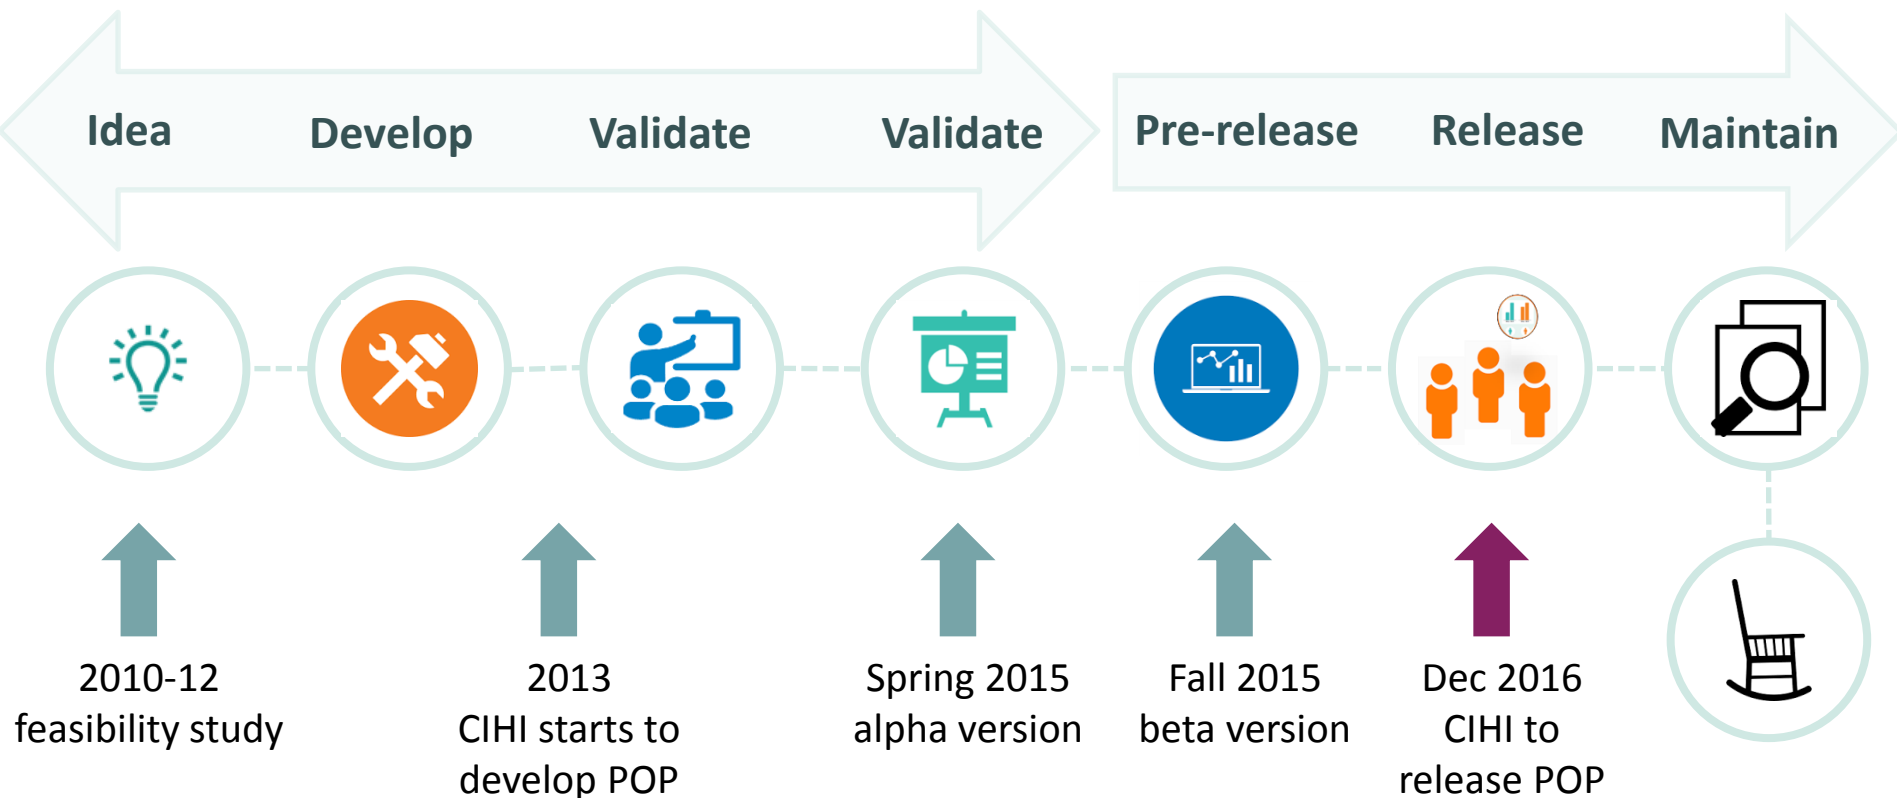 Idea
Develop
Validate
Validate
Pre-release
Release
Maintain
2010-12
feasibility study
2013
CIHI starts to
develop POP
Spring 2015
alpha version
Fall 2015
beta version
Dec 2016
CIHI to
release POP